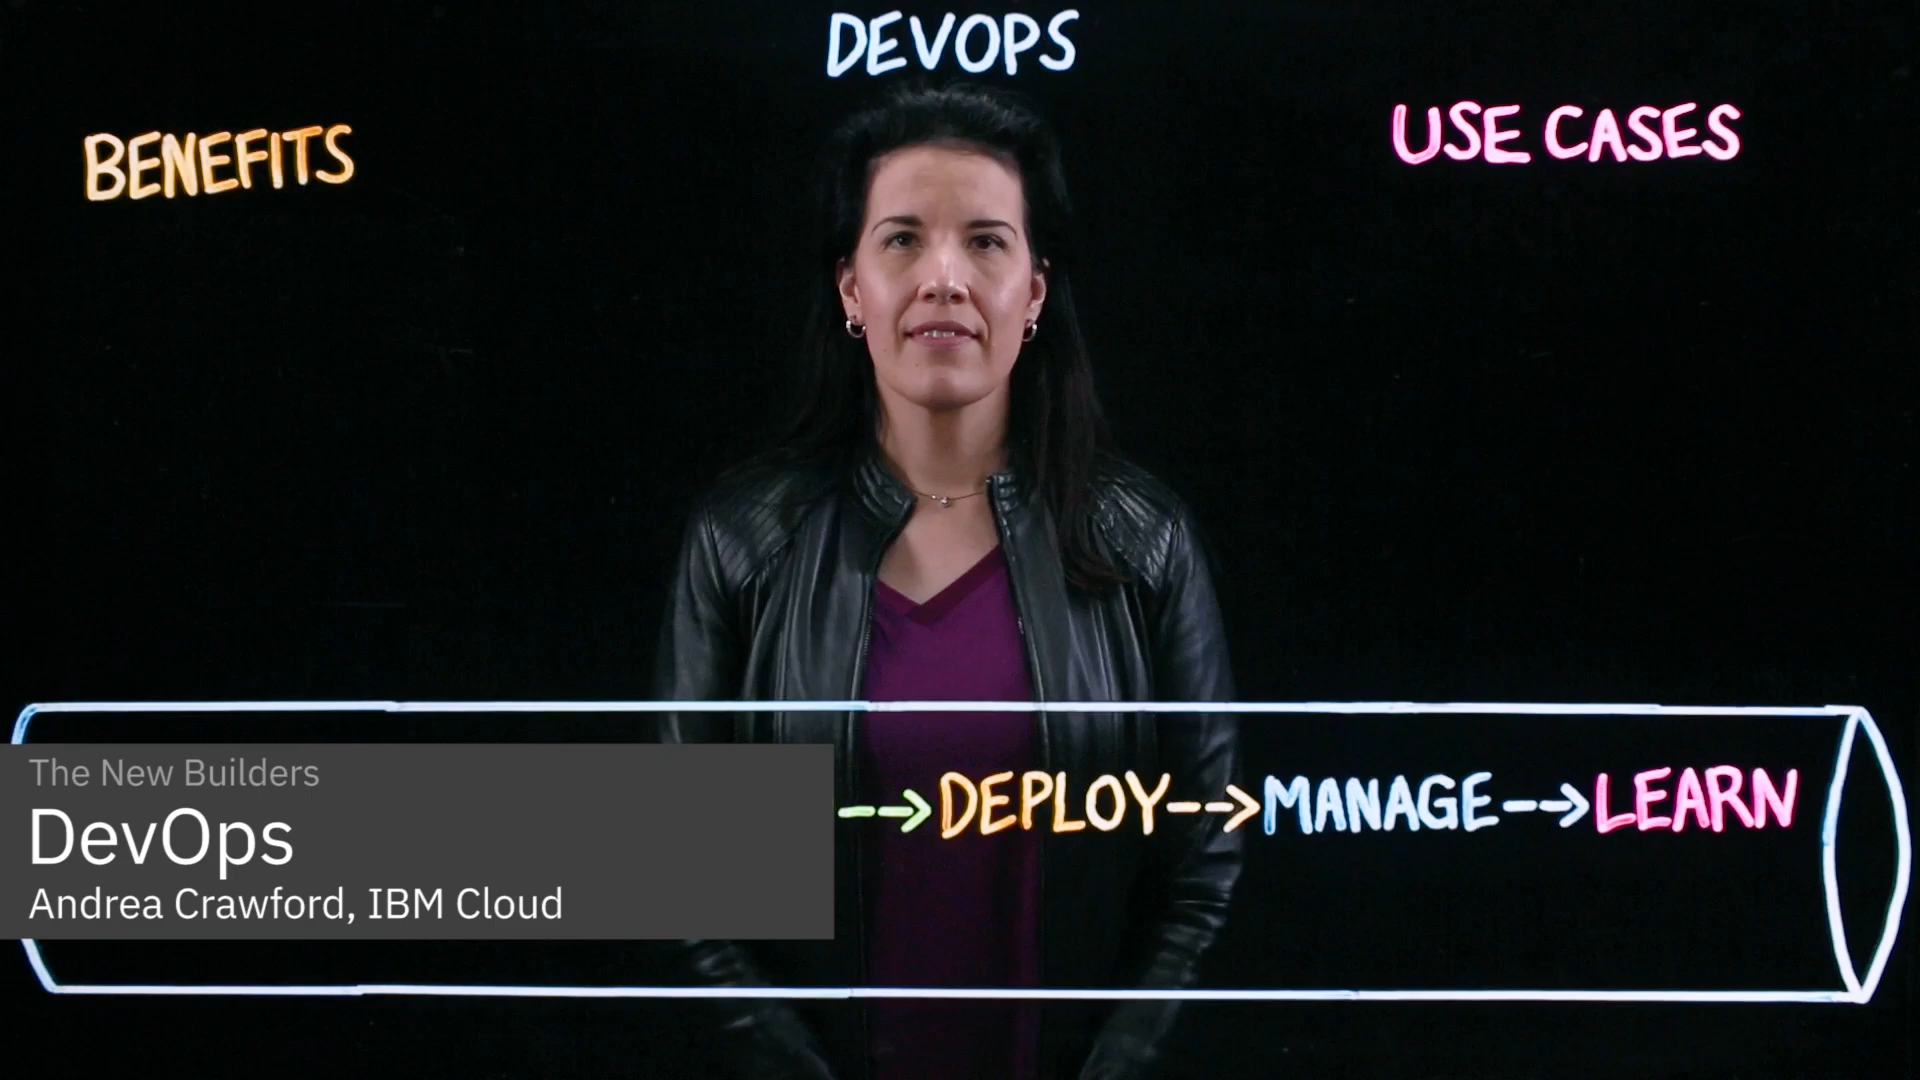 DEVOPS
BENEFITS
USE CASES
The New Builders
DevOps
Andrea Crawford, IBM Cloud
--> DEPLOY --> MANAGE --> LEARN